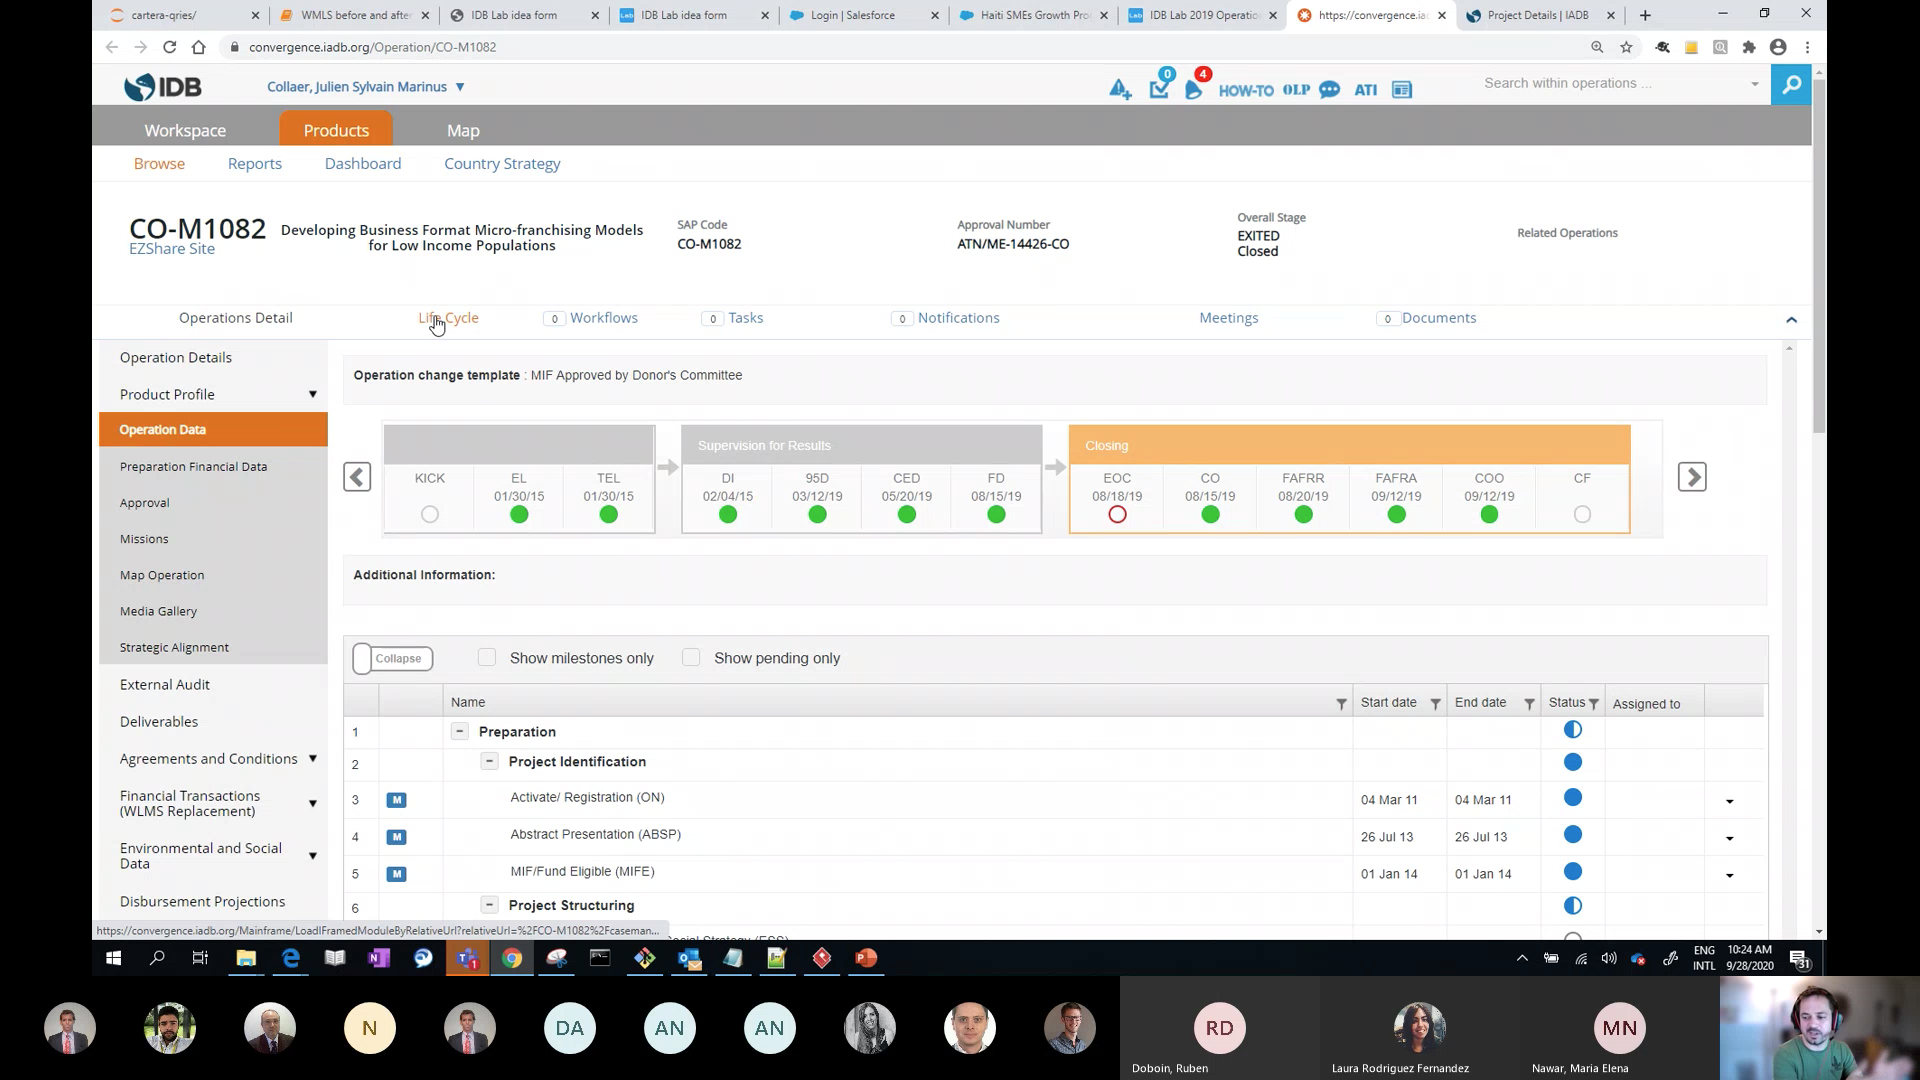 cartera-qries/
WMLS before and after
IDB Lab idea form
IDB Lab idea form
Login | Salesforce
Haiti SMEs Growth Pro
IDB Lab 2019 Operatio
https://convergence.ia
Project Details | IADB
convergence.iadb.org/Operation/CO-M1082
IDB
Collaer, Julien Sylvain Marinus
0
4
HOW-TO
OLP
ATI
Search within operations ...
Workspace
Products
Map
Browse
Reports
Dashboard
Country Strategy
CO-M1082
EZShare Site
Developing Business Format Micro-franchising Models
for Low Income Populations
SAP Code
CO-M1082
Approval Number
ATN/ME-14426-CO
Overall Stage
EXITED
Closed
Related Operations
Operations Detail
Life Cycle
0 Workflows
0 Tasks
0 Notifications
Meetings
0 Documents
Operation Details
Product Profile
Operation Data
Preparation Financial Data
Approval
Missions
Map Operation
Media Gallery
Strategic Alignment
External Audit
Deliverables
Agreements and Conditions
Financial Transactions
(WLMS Replacement)
Environmental and Social
Data
Disbursement Projections
Operation change template : MIF Approved by Donor's Committee
Supervision for Results
Closing
KICK
EL
TEL
DI
95D
CED
FD
EOC
CO
FAFRR
FAFRA
COO
CF
01/30/15
01/30/15
02/04/15
03/12/19
05/20/19
08/15/19
08/18/19
08/15/19
08/20/19
09/12/19
09/12/19
Additional Information:
Collapse
Show milestones only
Show pending only
Name
Start date
End date
Status
Assigned to
1 Preparation
2 Project Identification
3 M Activate/ Registration (ON) 04 Mar 11 04 Mar 11
4 M Abstract Presentation (ABSP) 26 Jul 13 26 Jul 13
5 M MIF/Fund Eligible (MIFE) 01 Jan 14 01 Jan 14
6 Project Structuring
https://convergence.iadb.org/Mainframe/LoadIFramedModuleByRelativeUrl?relativeUrl=%2FCO-M1082%2Fcaseman...
ENG
INTL
10:24 AM
9/28/2020
31
N
DA
AN
AN
RD
MN
Doboin, Ruben
Laura Rodriguez Fernandez
Nawar, Maria Elena